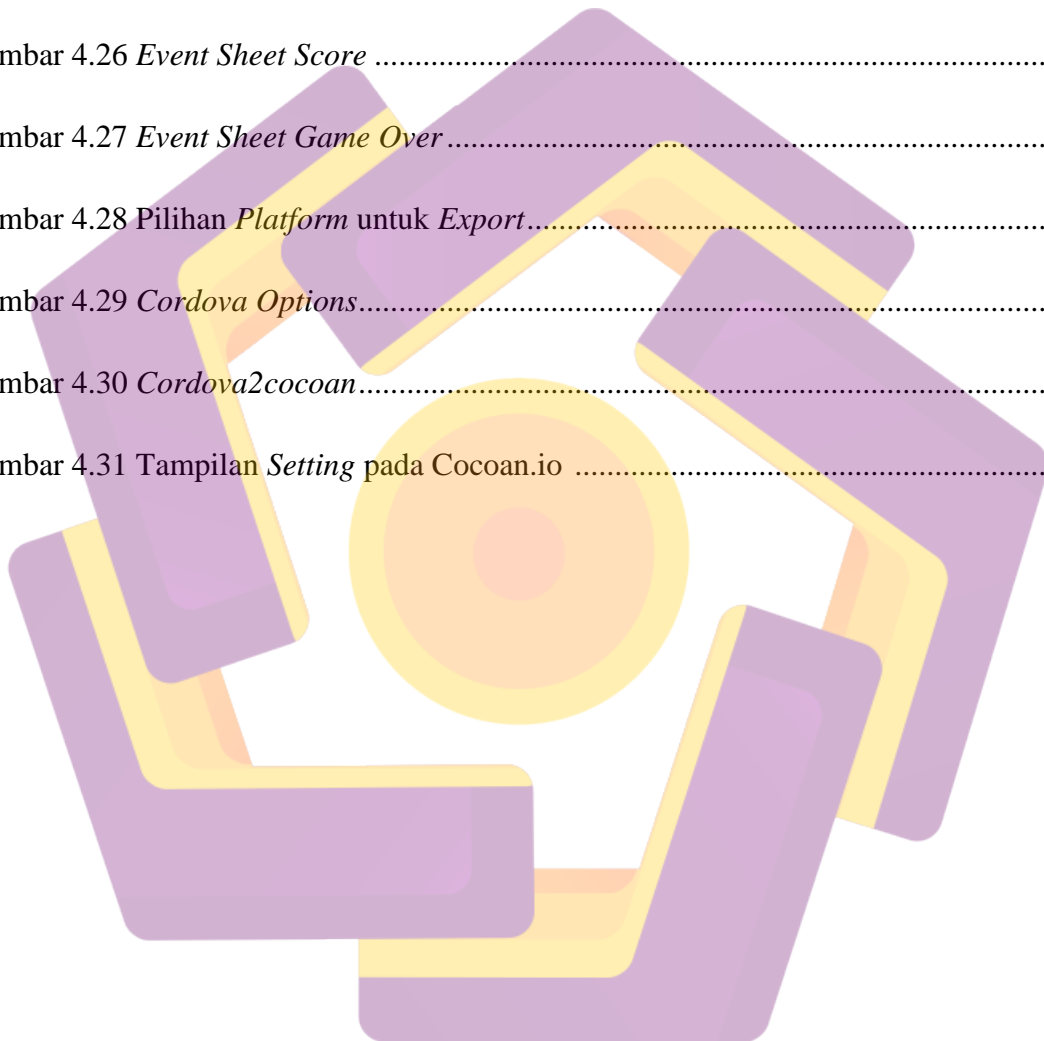 mbar 4.26 Event Sheet Score ....................................................................................
mbar 4.27 Event Sheet Game Over ...........................................................................
mbar 4.28 Pilihan Platform untuk Export.................................................................
mbar 4.29 Cordova Options.......................................................................................
mbar 4.30 Cordova2cocoan.......................................................................................
mbar 4.31 Tampilan Setting pada Cocoan.io ...........................................................